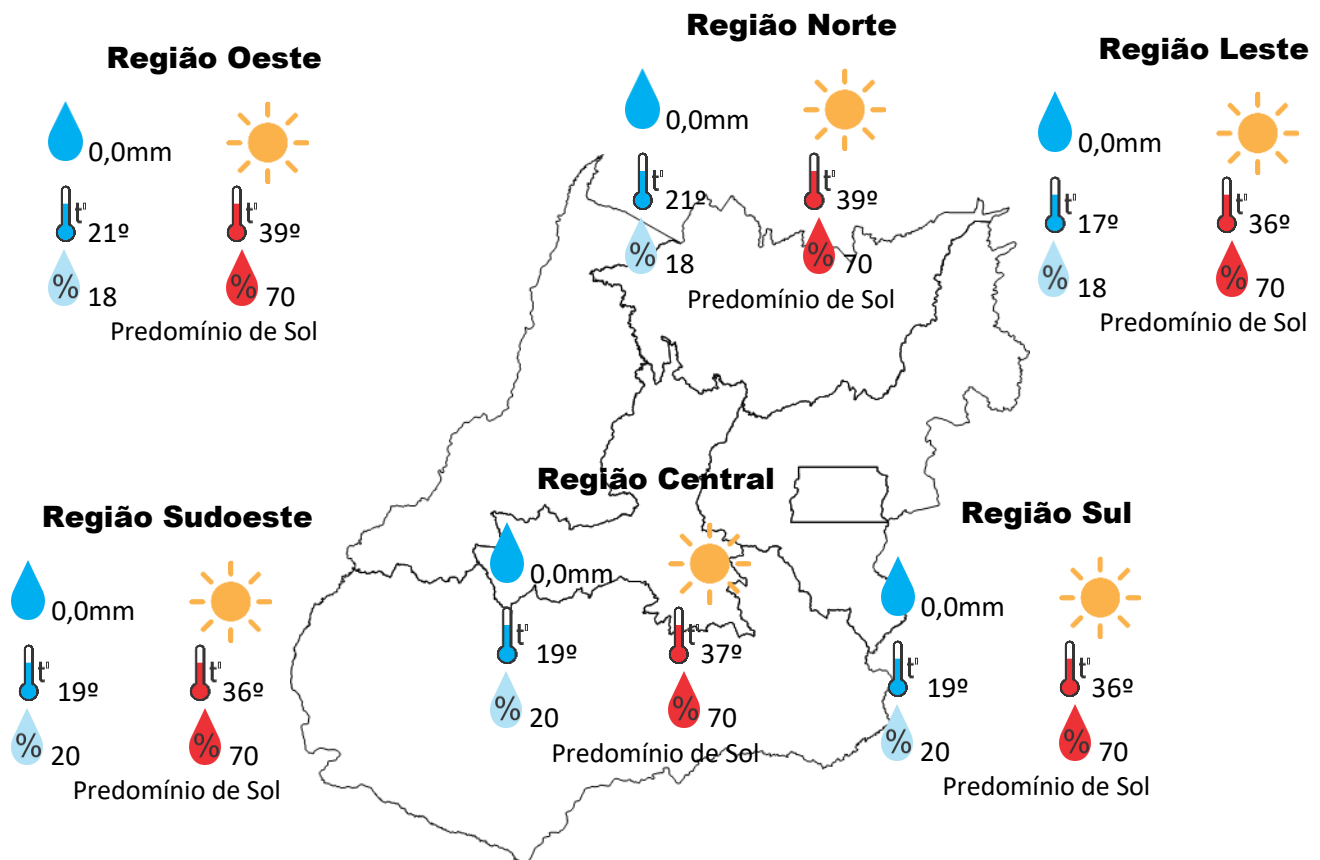 Região Oeste
0,0mm
t°
21º
t°
39º
%
18
%
70
Predomínio de Sol
Região Norte
0,0mm
t°
21º
t°
39º
%
18
%
70
Predomínio de Sol
Região Leste
0,0mm
t°
17º
t°
36º
%
18
%
70
Predomínio de Sol
Região Sudoeste
0,0mm
t°
19º
t°
36º
%
20
%
70
Predomínio de Sol
Região Central
0,0mm
t°
19º
t°
37º
%
20
%
70
Predomínio de Sol
Região Sul
0,0mm
t°
19º
t°
36º
%
20
%
70
Predomínio de Sol